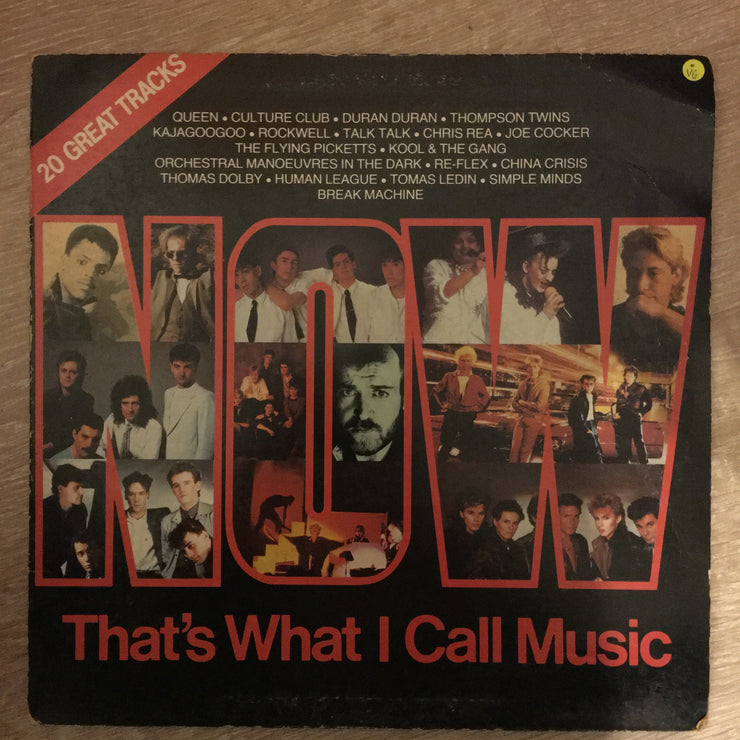 20 GREAT TRACKS
VG
QUEEN • CULTURE CLUB • DURAN DURAN • THOMPSON TWINS
KAJAGOOGOO • ROCKWELL • TALK TALK • CHRIS REA • JOE COCKER
THE FLYING PICKETTS • KOOL & THE GANG
ORCHESTRAL MANOEUVRES IN THE DARK • RE-FLEX • CHINA CRISIS
THOMAS DOLBY • HUMAN LEAGUE • TOMAS LEDIN • SIMPLE MINDS
BREAK MACHINE
NOW
That's What I Call Music